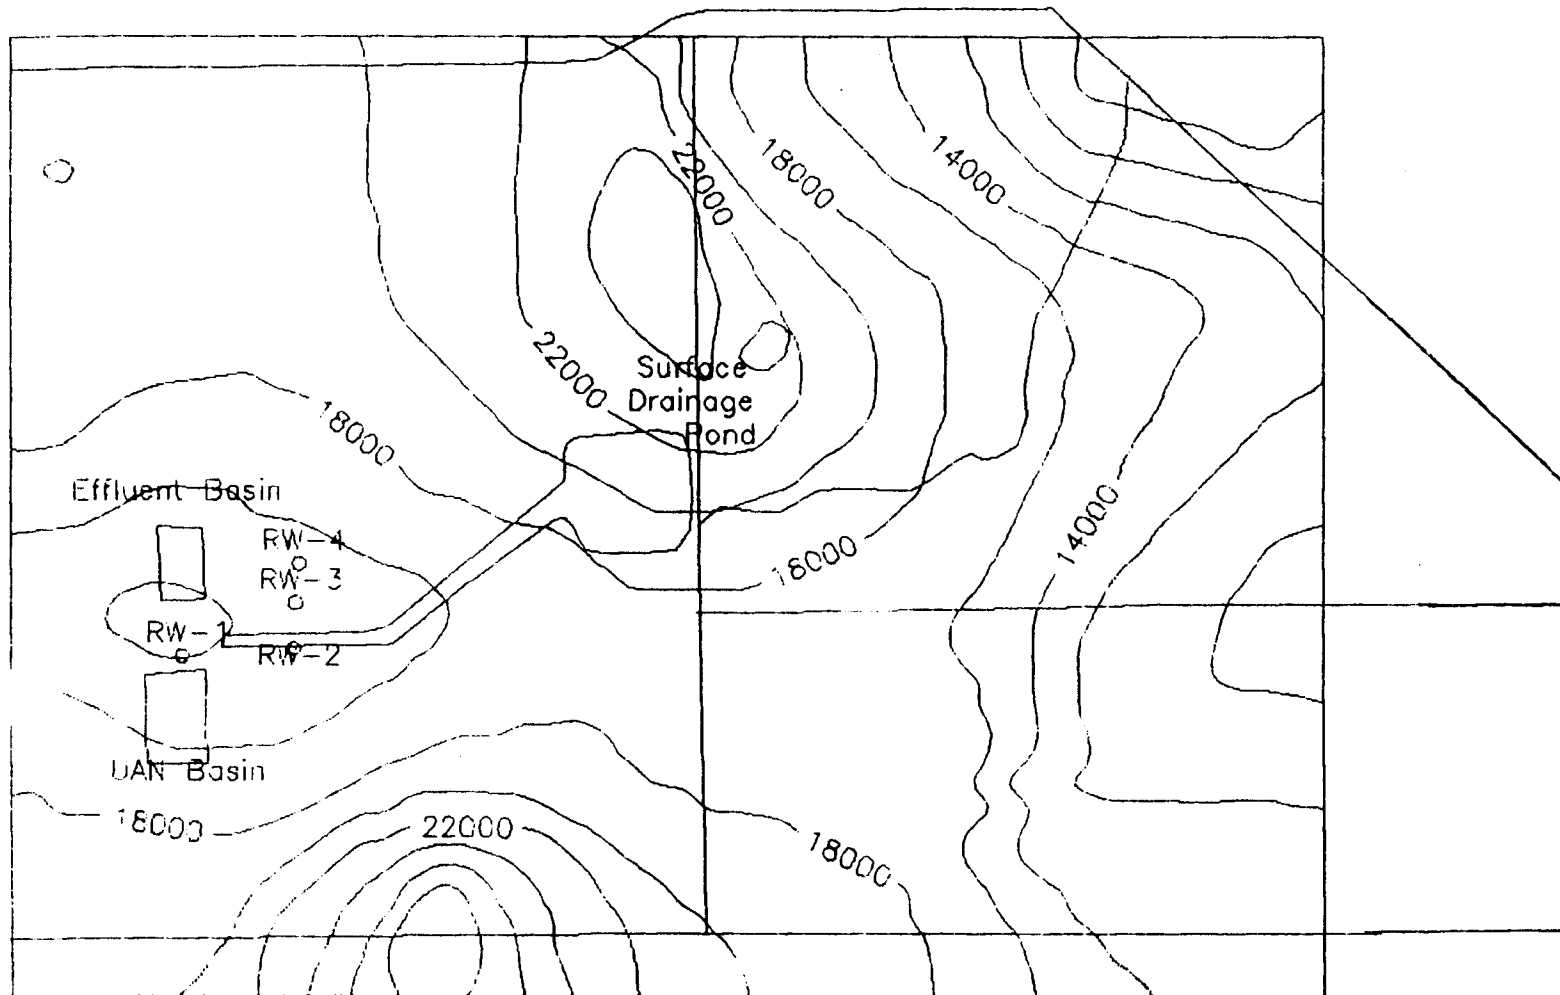 22000
18000
14000
22000
Surface
Drainage
Pond
18000
Effluent Basin
RW-4
RW-3
14000
18000
RW-1
RW-2
UAN Basin
18000
22000
18000